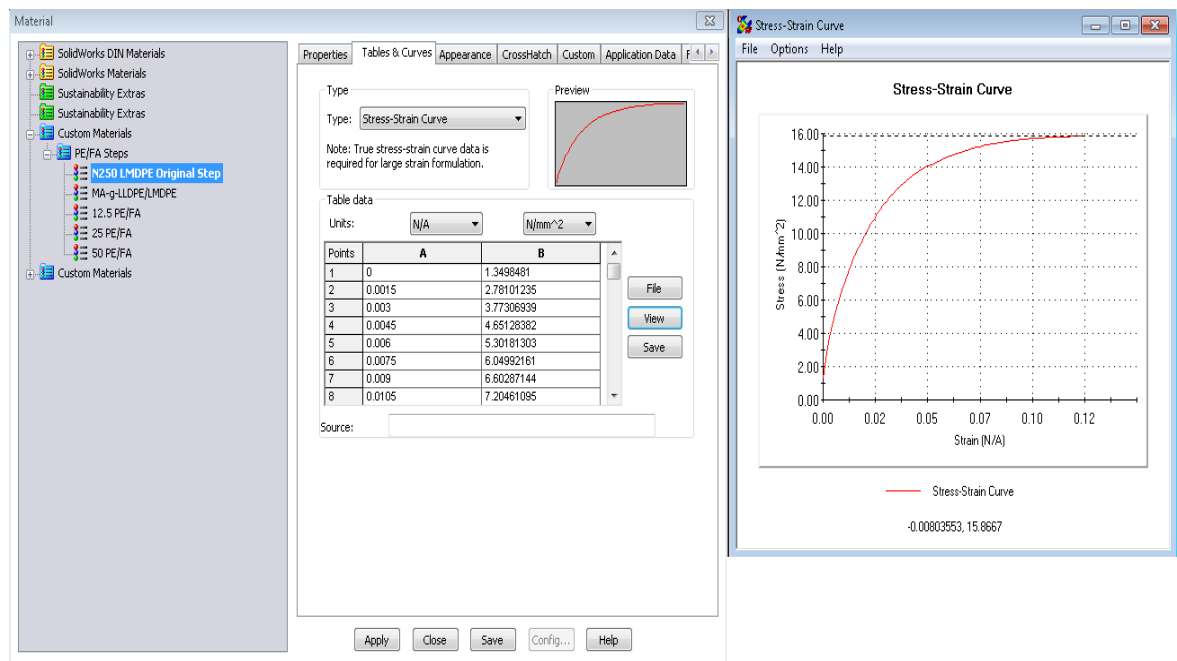 Material
SolidWorks DIN Materials
SolidWorks Materials
Sustainability Extras
Sustainability Extras
Custom Materials
PE/FA Steps
N250 LMDPE Original Step
MA-g-LLDPE/LMDPE
12.5 PE/FA
25 PE/FA
50 PE/FA
Custom Materials
Properties Tables & Curves Appearance CrossHatch Custom Application Data F
Type
Type: Stress-Strain Curve
Note: True stress-strain curve data is
required for large strain formulation.
Preview
Table data
Units: N/A N/mm^2
Points A B
1 0 1.3498481
2 0.0015 2.78101235
3 0.003 3.77306939
4 0.0045 4.65128382
5 0.006 5.30181303
6 0.0075 6.04992161
7 0.009 6.60287144
8 0.0105 7.20461095
File
View
Save
Source:
Apply Close Save Config... Help
Stress-Strain Curve
File Options Help
Stress-Strain Curve
16.00
14.00
12.00
10.00
8.00
6.00
4.00
2.00
0.00
Stress (N/mm^2)
0.00 0.02 0.05 0.07 0.10 0.12
Strain (N/A)
Stress-Strain Curve
-0.00803553, 15.8667